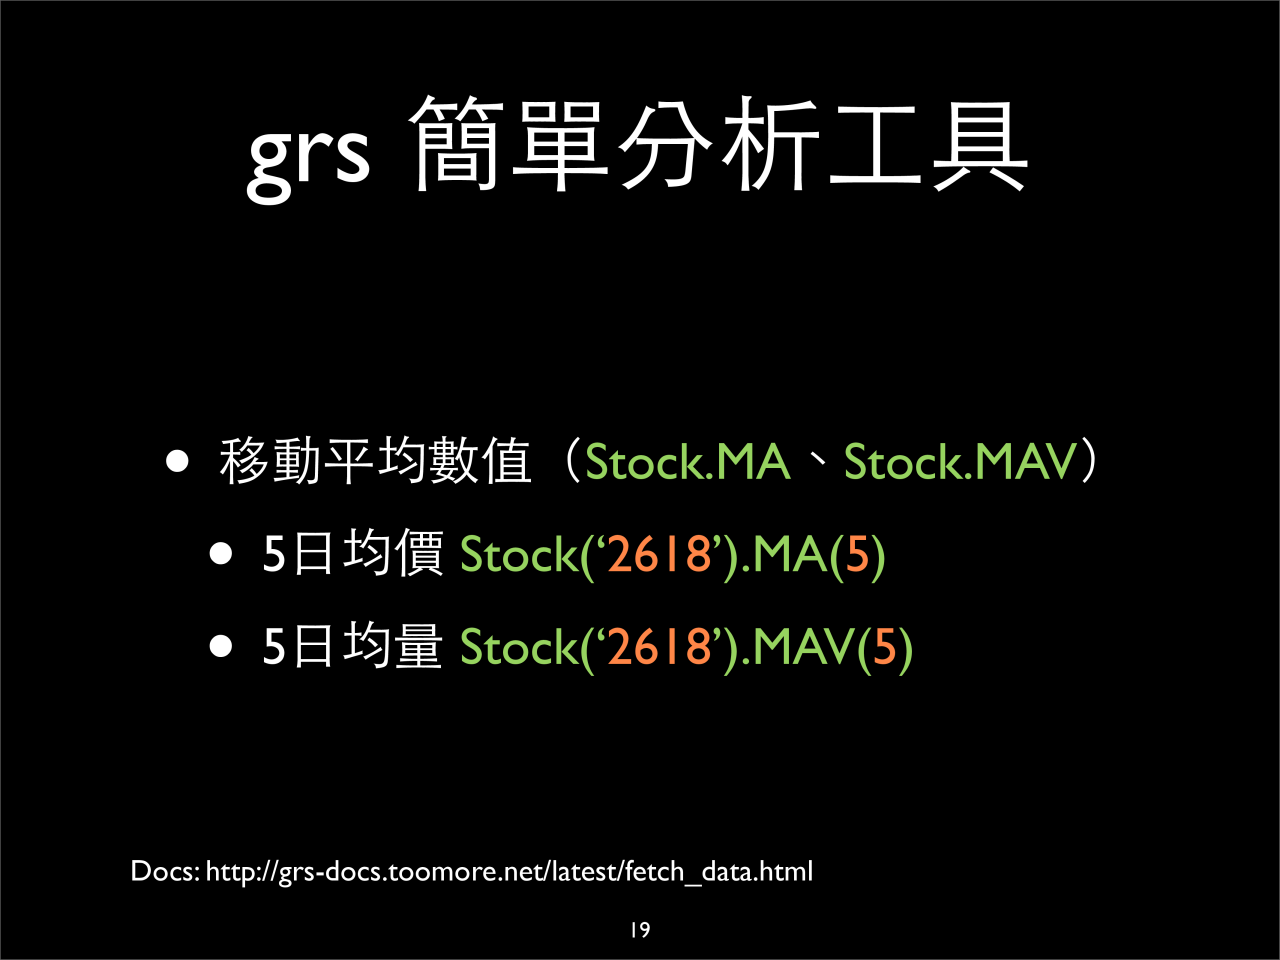 grs 簡單分析工具
• 移動平均數值（Stock.MA、Stock.MAV）
• 5日均價 Stock(‘2618’).MA(5)
• 5日均量 Stock(‘2618’).MAV(5)
Docs: http://grs-docs.toomore.net/latest/fetch_data.html
19